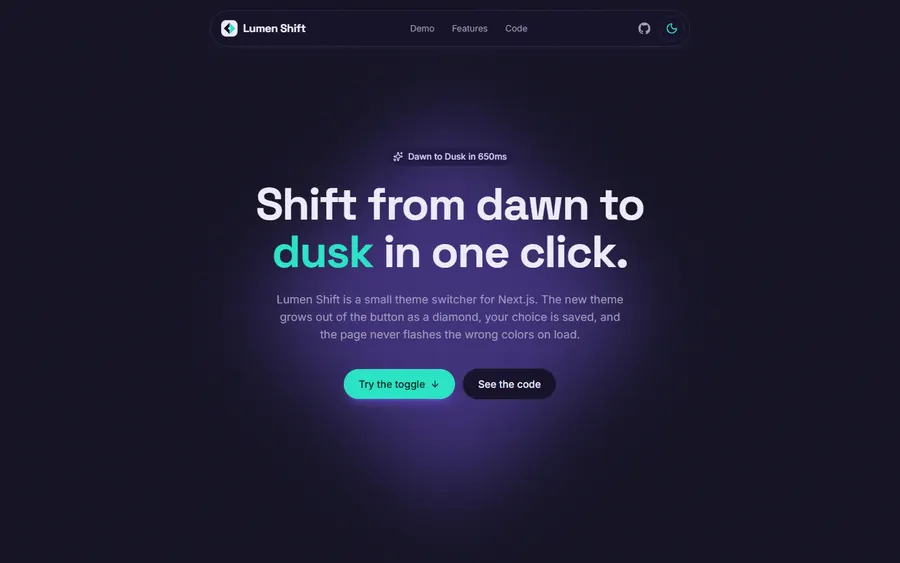 Lumen Shift
Demo
Features
Code
Dawn to Dusk in 650ms
Shift from dawn to
dusk in one click.
Lumen Shift is a small theme switcher for Next.js. The new theme
grows out of the button as a diamond, your choice is saved, and
the page never flashes the wrong colors on load.
Try the toggle ↓
See the code